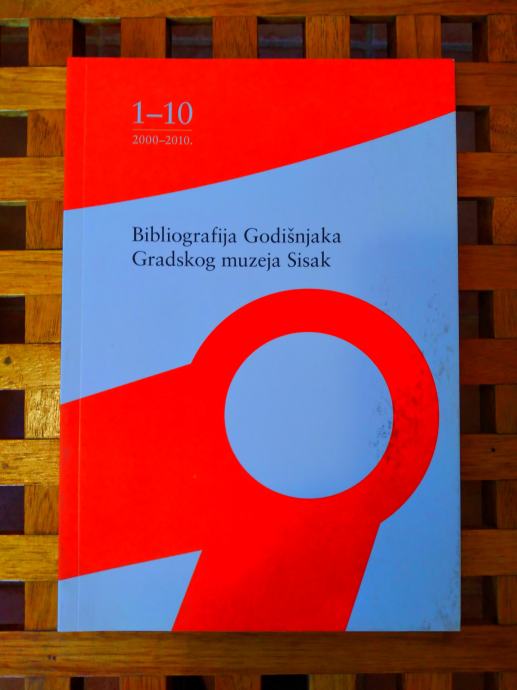 1–10
2000–2010.
Bibliografija Godišnjaka
Gradskog muzeja Sisak